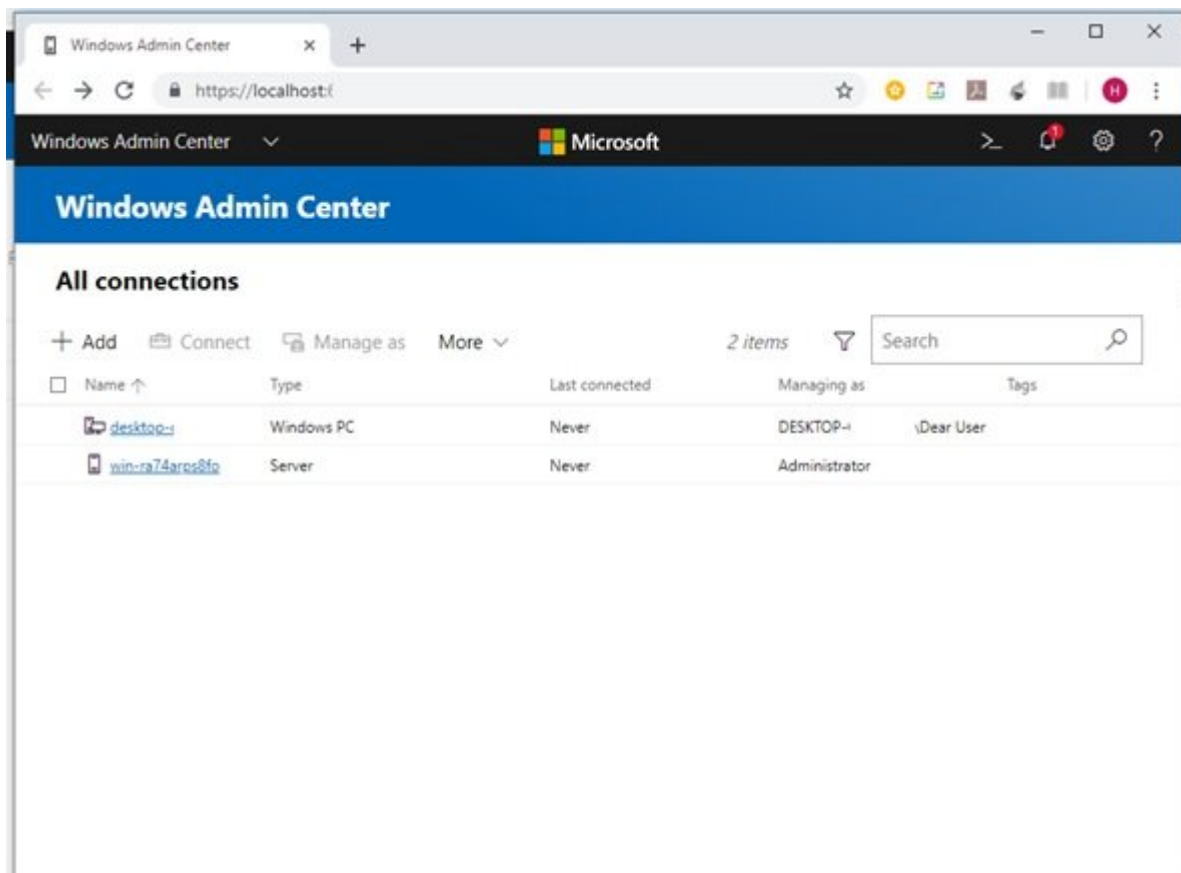 Windows Admin Center
https://localhost:
Windows Admin Center Microsoft >_ 1 ?
Windows Admin Center
All connections
Add Connect Manage as More 2 items Search
Name Type Last connected Managing as Tags
desktop- Windows PC Never DESKTOP- \Dear User
Server Never Administrator